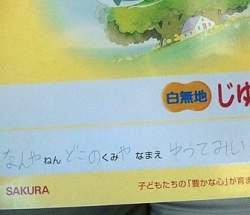 白無地 じゆ
なんや ねん どこの くみ や なまえ ゆうてみい
SAKURA 子どもたちの「豊かな心」が育ま